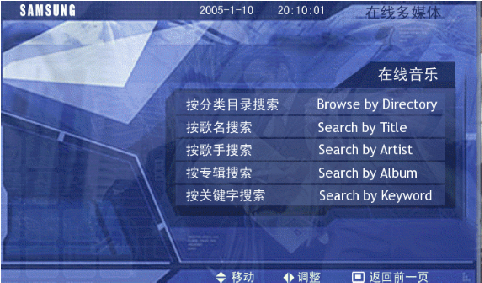 SAMSUNG 2005-1-10 20:10:01 在线多媒体
在线音乐
按分类目录搜索 Browse by Directory
按歌名搜索 Search by Title
按歌手搜索 Search by Artist
按专辑搜索 Search by Album
按关键字搜索 Search by Keyword
移动 调整 返回前一页